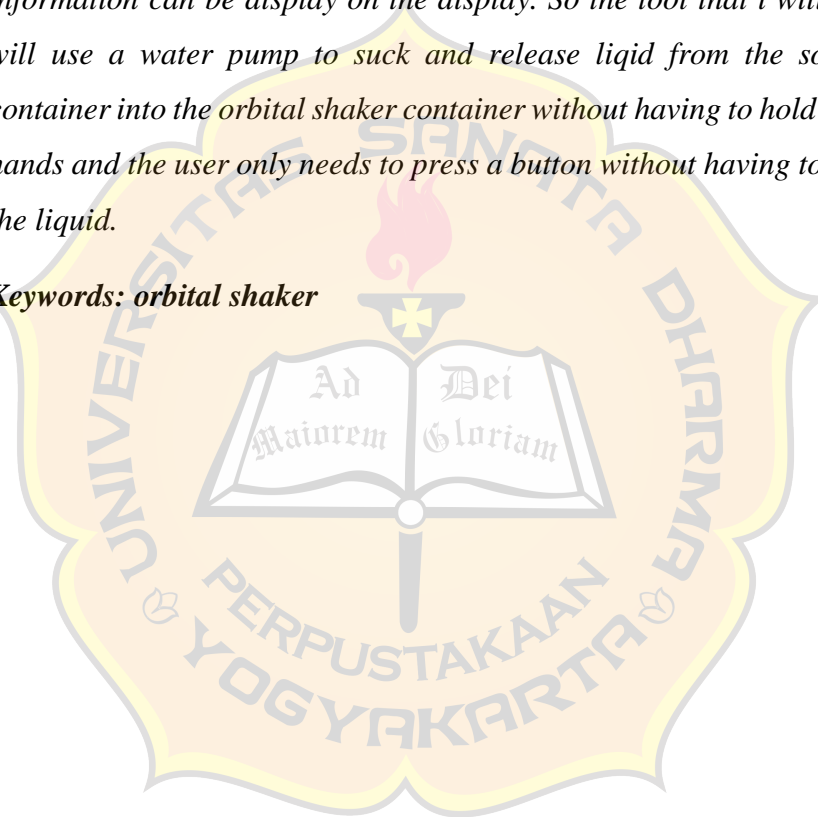 information can be display on the display. So the tool that i will
will use a water pump to suck and release liqid from the so
container into the orbital shaker container without having to hold
hands and the user only needs to press a button without having to
the liquid.
Keywords: orbital shaker
UNIVERSITAS SANATA DHARMA
Ad
Maiorem
Dei
Gloriam
PERPUSTAKAAN
YOGYAKARTA